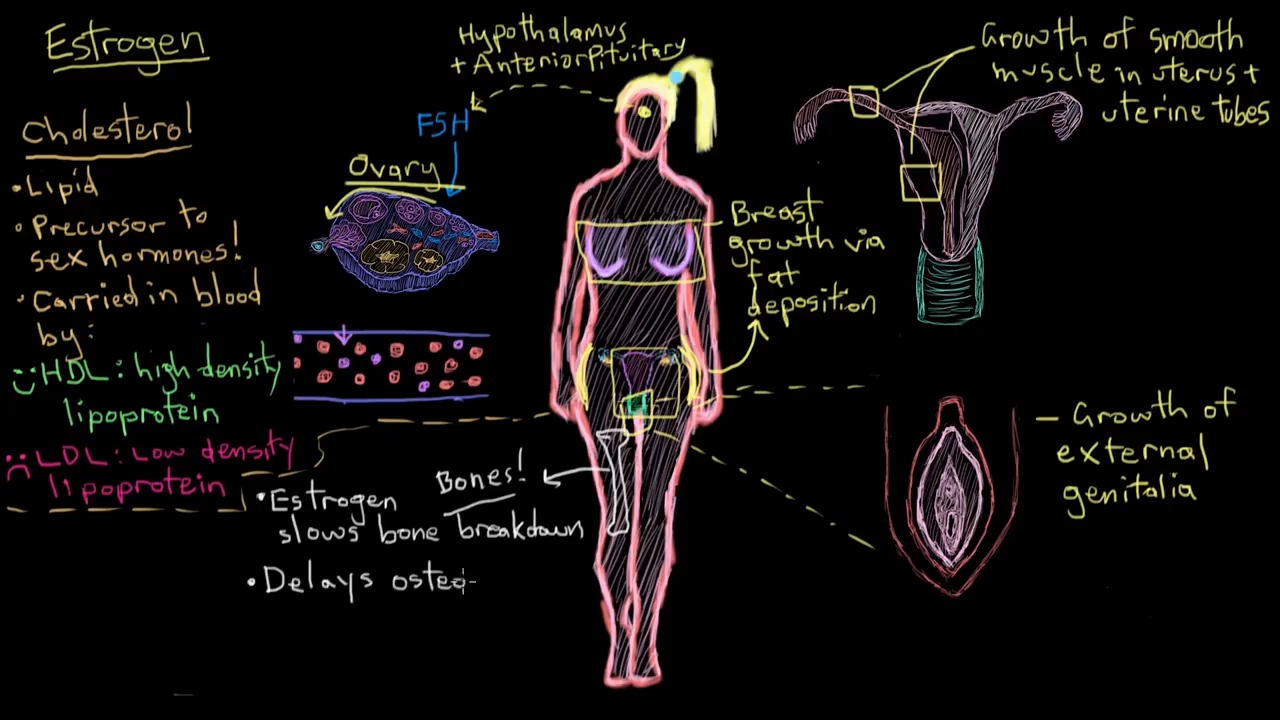 Estrogen
Cholesterol
• Lipid
• Precursor to
sex hormones!
• Carried in blood
by:
HDL: high density
lipoprotein
LDL: Low density
lipoprotein
Hypothalamus
+ Anterior Pituitary
FSH
Ovary
Breast
growth via
fat
deposition
Growth of smooth
muscle in uterus +
uterine tubes
- Growth of
external
genitalia
Bones!
• Estrogen
slows bone breakdown
• Delays osteo